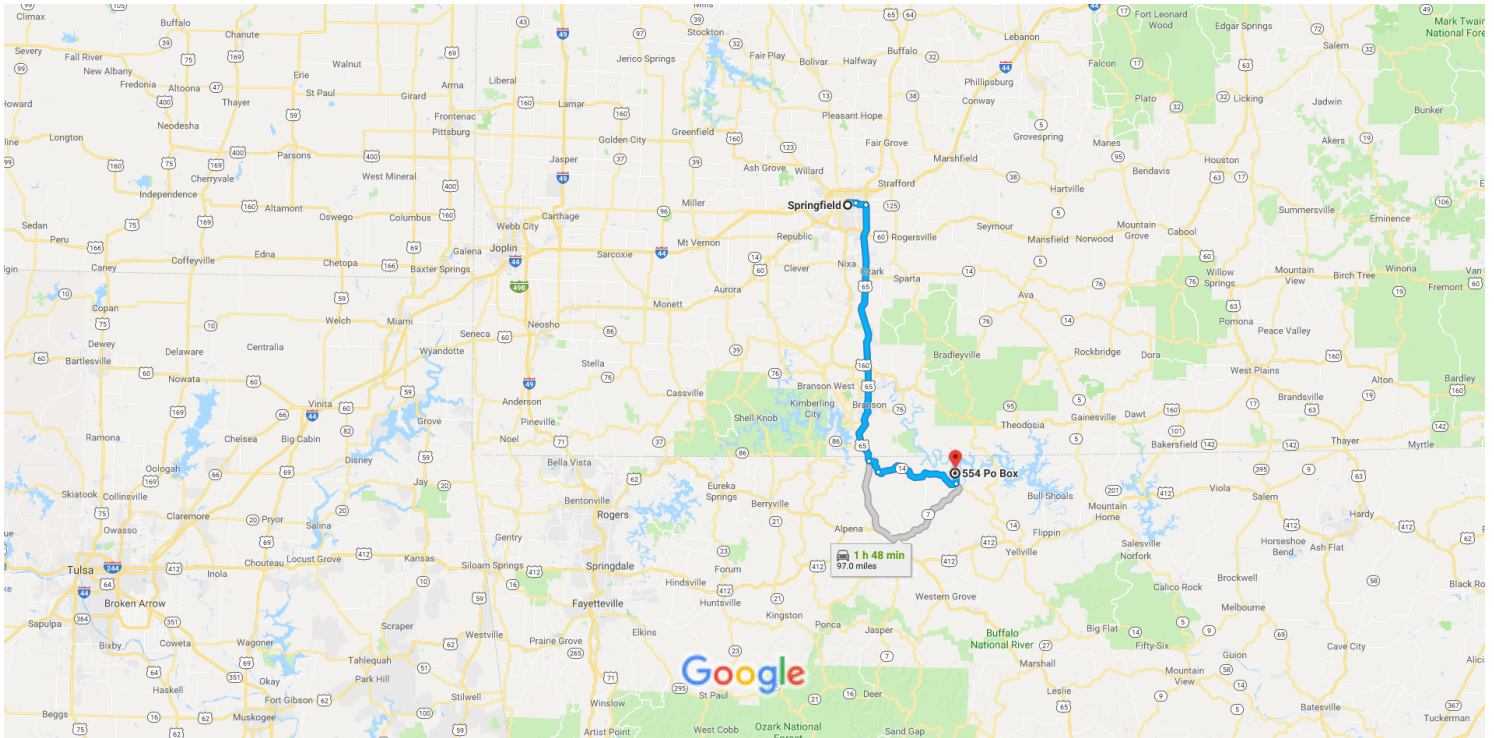 Climax
Buffalo
Chanute
Fall River
Severy
New Albany
Fredonia
Altoona
Thayer
Erie
St Paul
Walnut
Girard
Arma
Frontenac
Pittsburg
Liberal
Lamar
Stockton
Jerico Springs
Fair Play
Bolivar
Halfway
Buffalo
Lebanon
Phillipsburg
Conway
Falcon
Fort Leonard
Wood
Edgar Springs
Salem
Mark Twain
Plato
Licking
Jadwin
Bunker
Neodesha
Longton
Parsons
Cherryvale
Independence
West Mineral
Altamont
Oswego
Columbus
Jasper
Golden City
Greenfield
Ash Grove
Willard
Pleasant Hope
Fair Grove
Strafford
Marshfield
Grovespring
Manes
Bendavis
Houston
Hartville
Akers
Summersville
Eminence
Sedan
Peru
Caney
Coffeyville
Edna
Chetopa
Baxter Springs
Galena
Webb City
Carthage
Joplin
Sarcoxie
Miller
Mt Vernon
Springfield
Republic
Clever
Nixa
Ozark
Rogersville
Sparta
Seymour
Mansfield
Norwood
Mountain
Grove
Cabool
Willow
Springs
Mountain
View
Birch Tree
Winona
Fremont
Copan
Dewey
Bartlesville
Delaware
Nowata
Centralia
Welch
Miami
Seneca
Wyandotte
Neosho
Monett
Aurora
Stella
Cassville
Ava
Bradleyville
Rockbridge
Dora
Pomona
Peace Valley
West Plains
Alton
Bardley
Brandsville
Vinita
Big Cabin
Chelsea
Grove
Anderson
Pineville
Noel
Shell Knob
Branson West
Kimberling
City
Branson
Theodosia
Gainesville
Dawt
Bakersfield
Thayer
Myrtle
Ramona
Oologah
Skiatook
Collinsville
Owasso
Claremore
Pryor
Disney
Jay
Salina
Bella Vista
Bentonville
Rogers
Eureka
Springs
Berryville
554 Po Box
Bull Shoals
Mountain
Home
Viola
Salem
Hardy
Alpena
1 h 48 min
97.0 miles
Flippin
Yellville
Salesville
Norfork
Horseshoe
Bend
Ash Flat
Tulsa
Inola
Chouteau
Locust Grove
Kansas
Gentry
Siloam Springs
Springdale
Forum
Hindsville
Huntsville
Broken Arrow
Sapulpa
Bixby
Coweta
Wagoner
Scraper
Westville
Fayetteville
Prairie Grove
Elkins
Kingston
Ponca
Jasper
Western Grove
Calico Rock
Brockwell
Melbourne
Buffalo
National River
Big Flat
Fifty-Six
Guion
Cave City
Marshall
Mountain
View
Tahlequah
Park Hill
Okay
Haskell
Fort Gibson
Stilwell
Beggs
Muskogee
Winslow
Artist Point
St Paul
West Cobb
Deer
Ozark National
Sand Gap
Leslie
Batesville
Tuckerman
Google